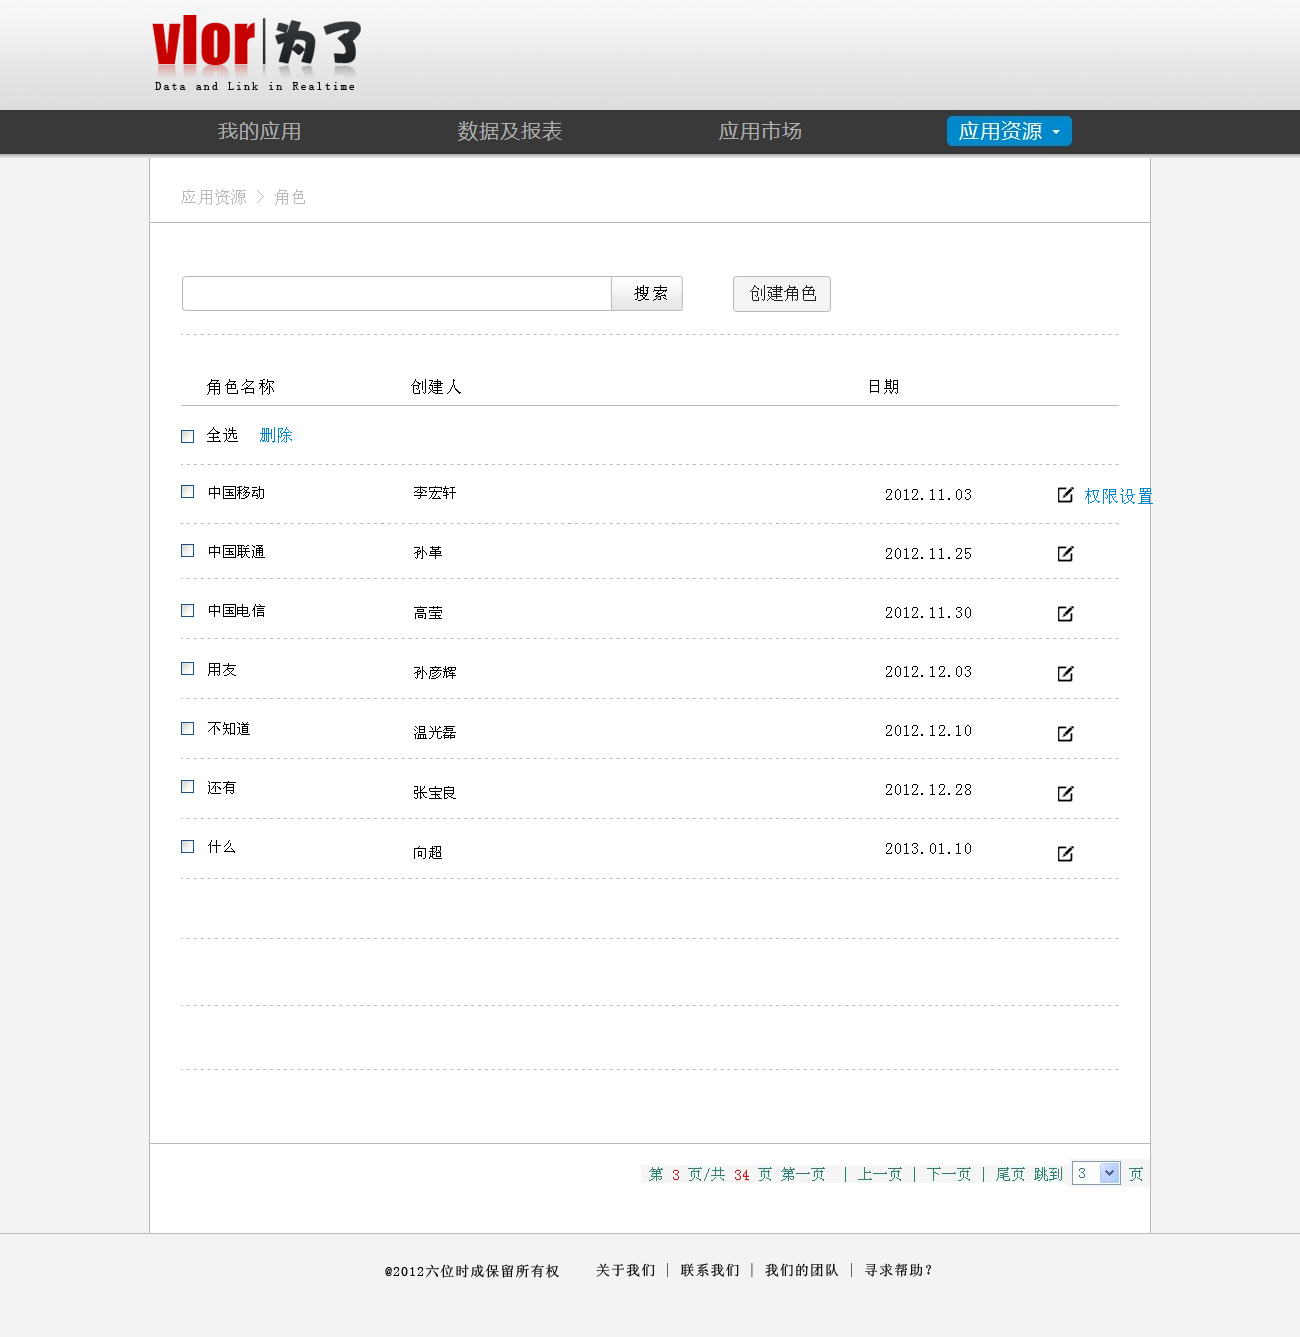 vlor|为了
Data and Link in Realtime
我的应用 数据及报表 应用市场 应用资源
应用资源 > 角色
搜索 创建角色
角色名称 创建人 日期
全选 删除
中国移动 李宏轩 2012.11.03 权限设置
中国联通 孙革 2012.11.25
中国电信 高莹 2012.11.30
用友 孙彦辉 2012.12.03
不知道 温光磊 2012.12.10
还有 张宝良 2012.12.28
什么 向超 2013.01.10
第 3 页/共 34 页 第一页 | 上一页 | 下一页 | 尾页 跳到 3 页
@2012六位时成保留所有权 关于我们 | 联系我们 | 我们的团队 | 寻求帮助?